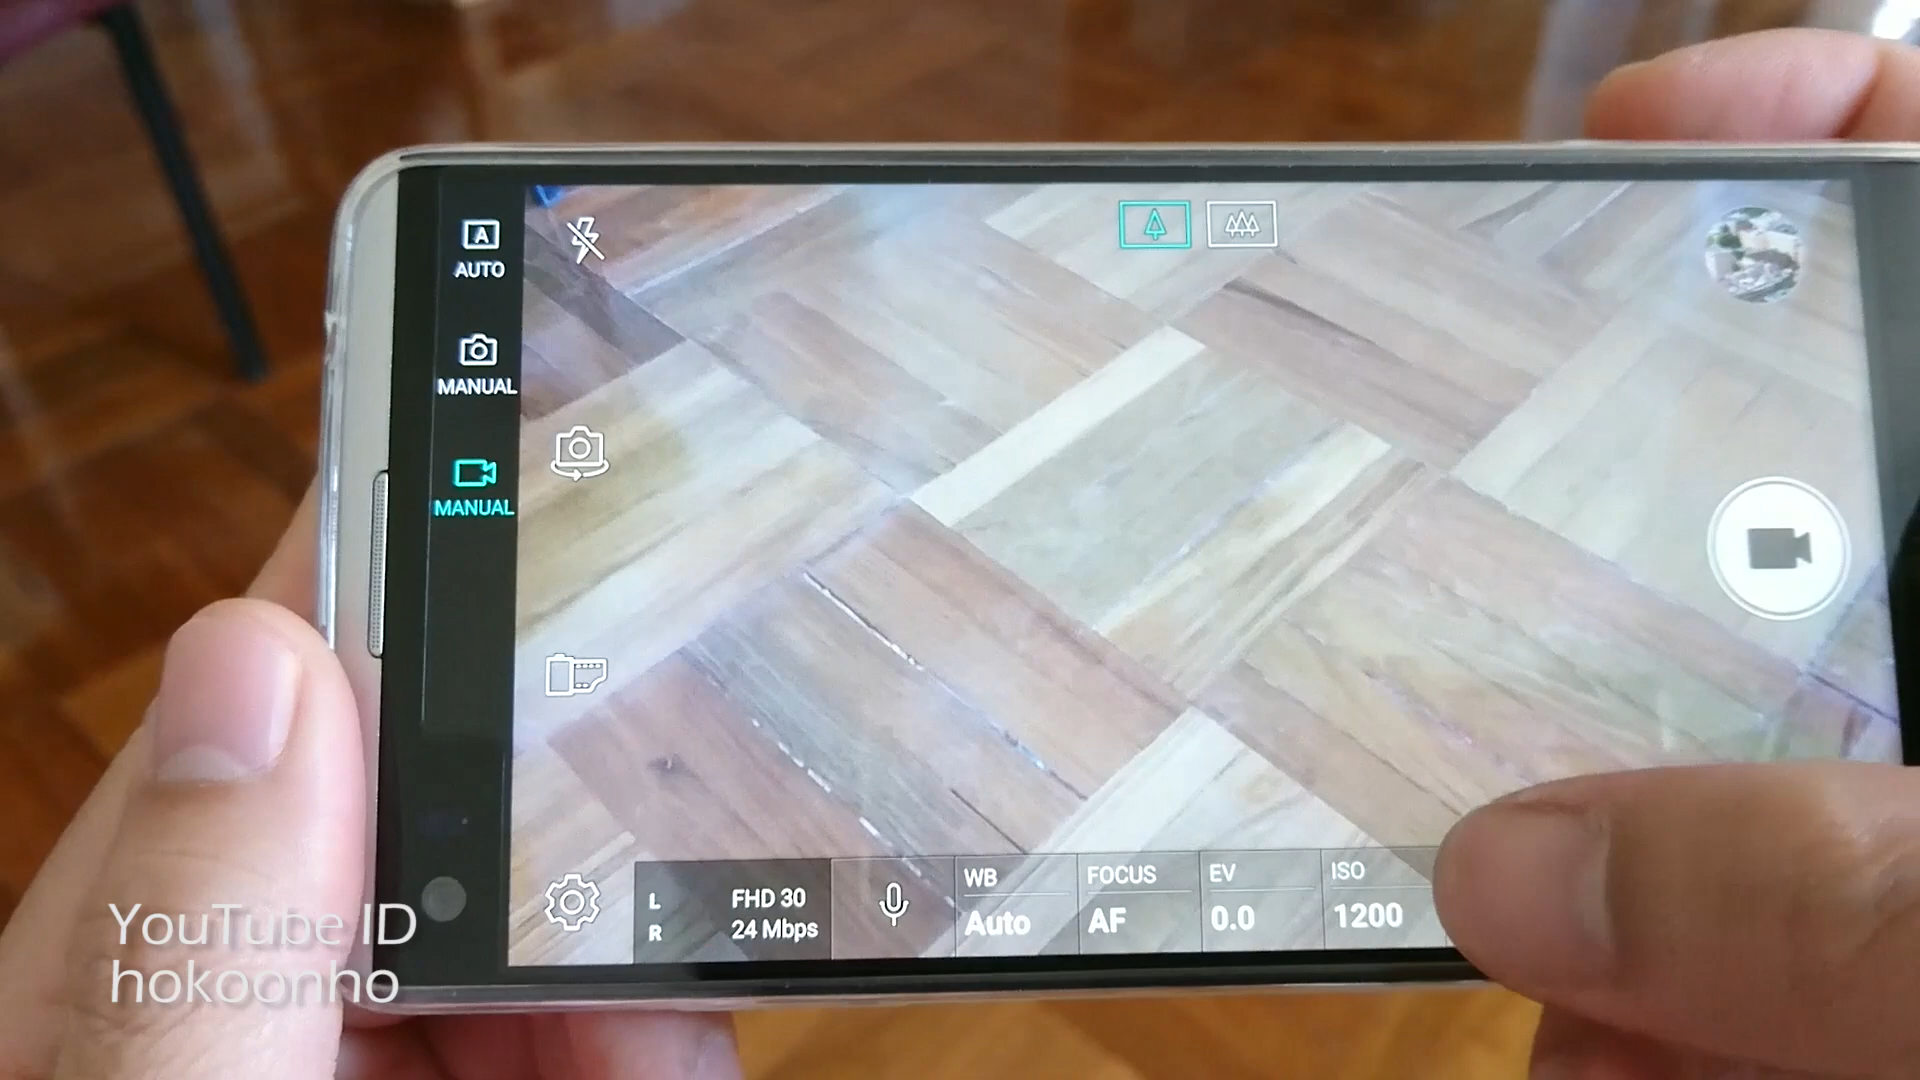 A
AUTO
MANUAL
MANUAL
L
R
FHD 30
24 Mbps
WB
Auto
FOCUS
AF
EV
0.0
ISO
1200
YouTube ID
hokoonho